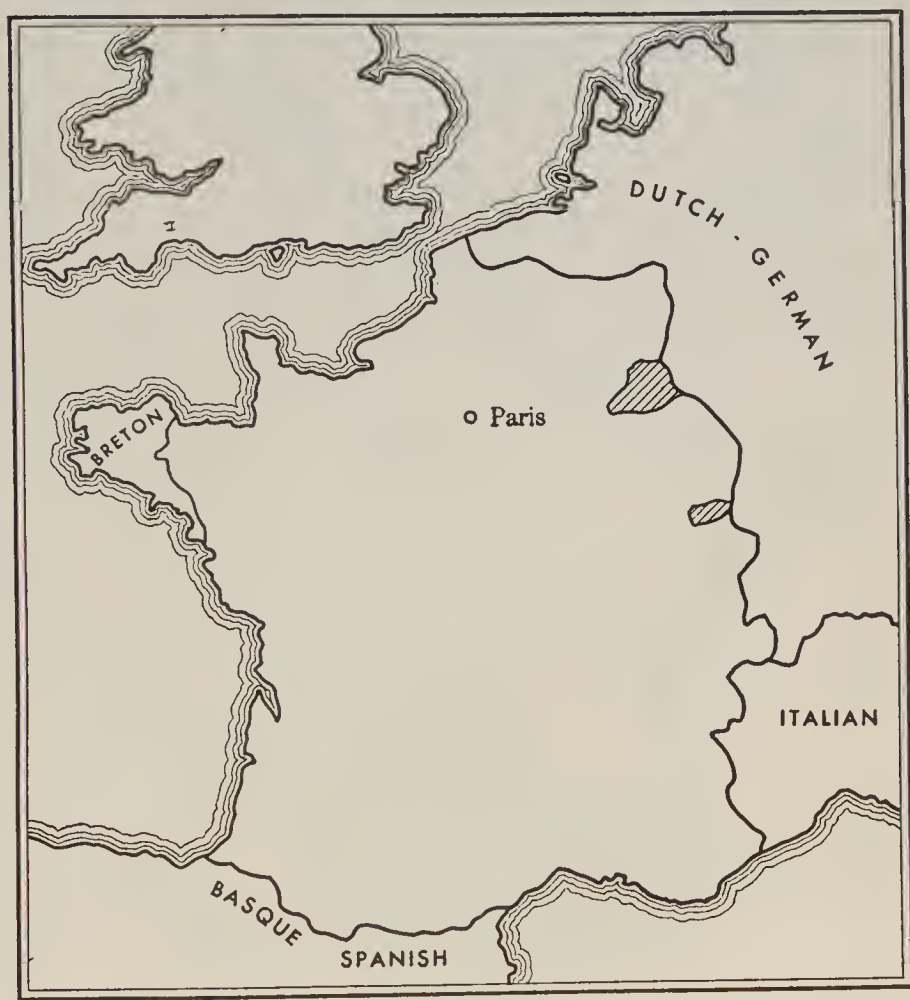 DUTCH - GERMAN
Paris
BRETON
ITALIAN
BASQUE
SPANISH